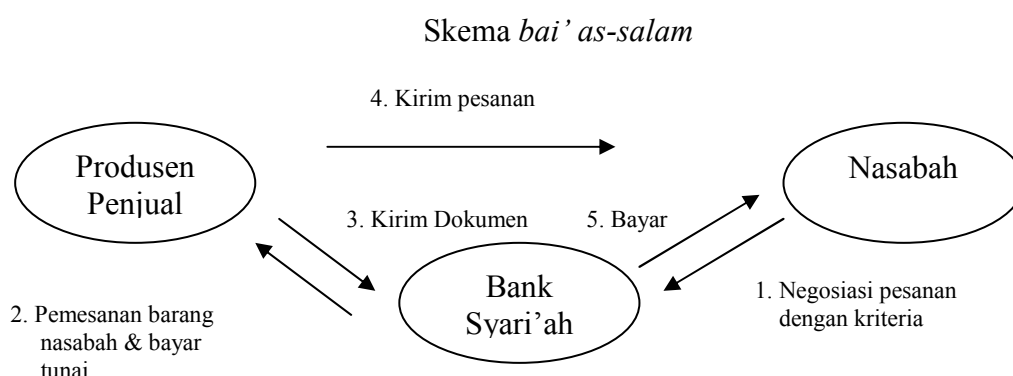 Skema bai’ as-salam
4. Kirim pesanan
Produsen
Penjual
Nasabah
3. Kirim Dokumen
5. Bayar
Bank
Syari’ah
1. Negosiasi pesanan
dengan kriteria
2. Pemesanan barang
nasabah & bayar
tunai